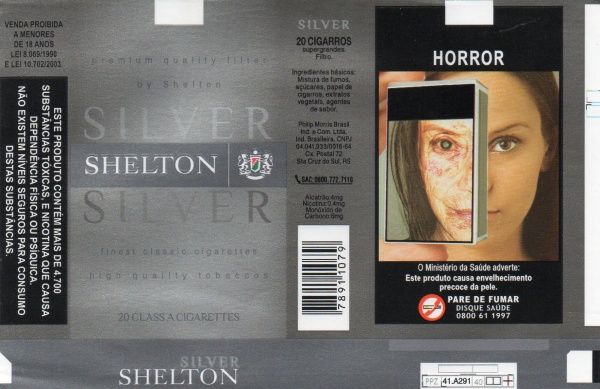 VENDA PROIBIDA
A MENORES
DE 18 ANOS
LEI 8.069/1990
E LEI 10.702/2003
ESTE PRODUTO CONTÉM MAIS DE 4.700
SUBSTÂNCIAS TÓXICAS, E NICOTINA QUE CAUSA
DEPENDÊNCIA FÍSICA OU PSÍQUICA.
NÃO EXISTEM NÍVEIS SEGUROS PARA CONSUMO
DESTAS SUBSTÂNCIAS.
premium quality filter
by Shelton
SILVER
SHELTON
SILVER
finest classic cigarettes
high quality tobaccos
20 CLASS A CIGARETTES
SILVER
20 CIGARROS
supergrandes.
Filtro.
Ingredientes básicos:
Mistura de fumos,
açúcares, papel de
cigarros, extratos
vegetais, agentes
de sabor.
Philip Morris Brasil
Ind. e Com. Ltda.
Ind. Brasileira, CNPJ
04.041.933/0016-64
Cx. Postal 72
Sta Cruz do Sul, RS
SAC 0800.772.7110
Alcatrão:4mg
Nicotina:0,4mg
Monóxido de
Carbono:5mg
78911079
HORROR
O Ministério da Saúde adverte:
Este produto causa envelhecimento
precoce da pele.
PARE DE FUMAR
DISQUE SAÚDE
0800 61 1997
SILVER
SHELTON
PPZ 41.A291 40